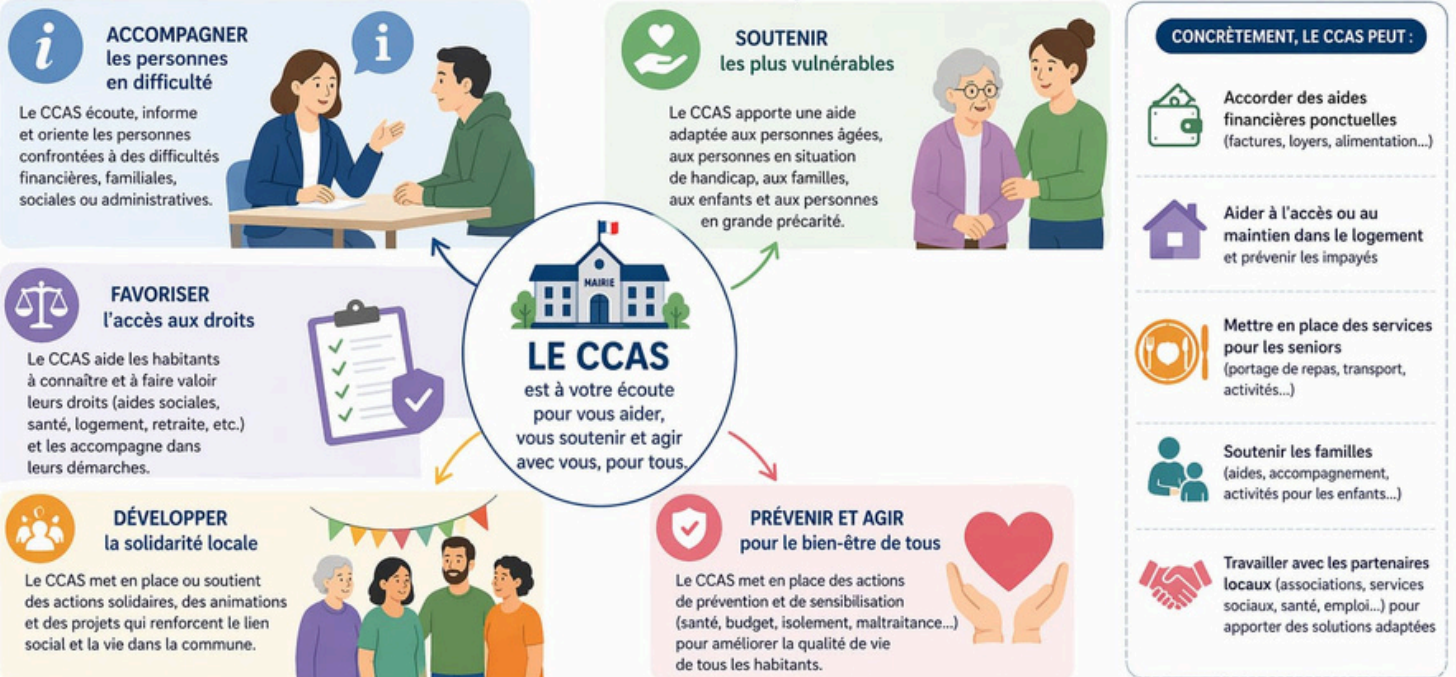 ACCOMPAGNER
les personnes
en difficulté
Le CCAS écoute, informe
et oriente les personnes
confrontées à des difficultés
financières, familiales,
sociales ou administratives.
SOUTENIR
les plus vulnérables
Le CCAS apporte une aide
adaptée aux personnes âgées,
aux personnes en situation
de handicap, aux familles,
aux enfants et aux personnes
en grande précarité.
FAVORISER
l'accès aux droits
Le CCAS aide les habitants
à connaître et à faire valoir
leurs droits (aides sociales,
santé, logement, retraite, etc.)
et les accompagne dans
leurs démarches.
MAIRIE
LE CCAS
est à votre écoute
pour vous aider,
vous soutenir et agir
avec vous, pour tous.
DÉVELOPPER
la solidarité locale
Le CCAS met en place ou soutient
des actions solidaires, des animations
et des projets qui renforcent le lien
social et la vie dans la commune.
PRÉVENIR ET AGIR
pour le bien-être de tous
Le CCAS met en place des actions
de prévention et de sensibilisation
(santé, budget, isolement, maltraitance...)
pour améliorer la qualité de vie
de tous les habitants.
CONCRÈTEMENT, LE CCAS PEUT :
Accorder des aides
financières ponctuelles
(factures, loyers, alimentation...)
Aider à l'accès ou au
maintien dans le logement
et prévenir les impayés
Mettre en place des services
pour les seniors
(portage de repas, transport,
activités...)
Soutenir les familles
(aides, accompagnement,
activités pour les enfants...)
Travailler avec les partenaires
locaux (associations, services
sociaux, santé, emploi...) pour
apporter des solutions adaptées